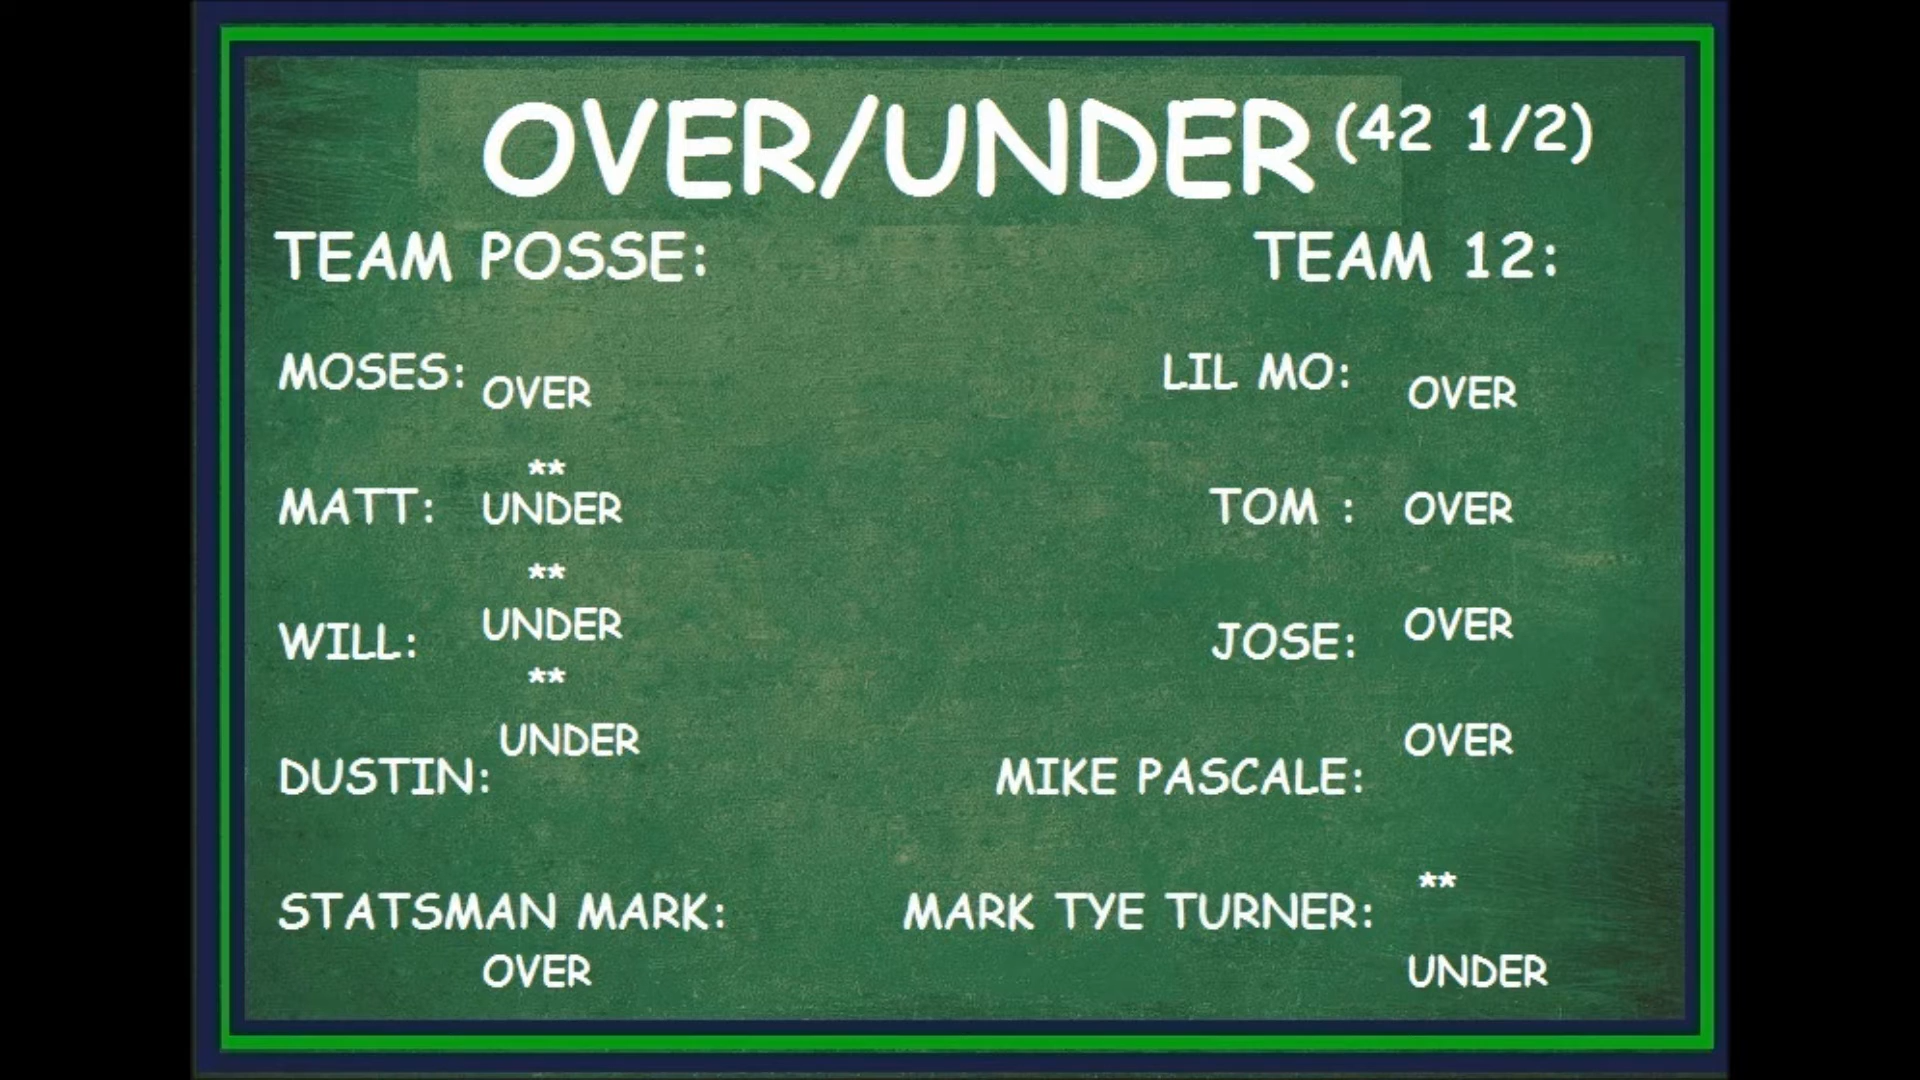 OVER/UNDER (42 1/2)
TEAM POSSE: TEAM 12:
MOSES: OVER LIL MO: OVER
**
MATT: UNDER TOM : OVER
**
WILL: UNDER JOSE: OVER
**
DUSTIN: UNDER MIKE PASCALE: OVER
**
STATSMAN MARK: MARK TYE TURNER:
OVER UNDER